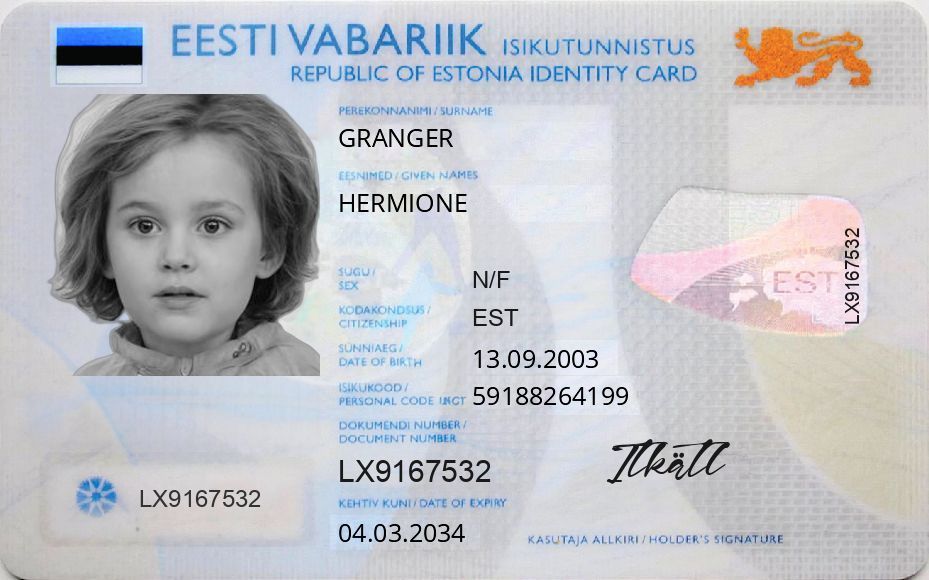 EESTI VABARIIK ISIKUTUNNISTUS
REPUBLIC OF ESTONIA IDENTITY CARD
PEREKONNANIMI / SURNAME
GRANGER
EESNIMED / GIVEN NAMES
HERMIONE
SUGU /
SEX
N/F
KODAKONDSUS /
CITIZENSHIP
EST
SÜNNIAEG /
DATE OF BIRTH
13.09.2003
ISIKUKOOD /
PERSONAL CODE
59188264199
DOKUMENDI NUMBER /
DOCUMENT NUMBER
LX9167532
KEHTIV KUNI / DATE OF EXPIRY
04.03.2034
LX9167532
EST
LX9167532
KASUTAJA ALLKIRI / HOLDER'S SIGNATURE